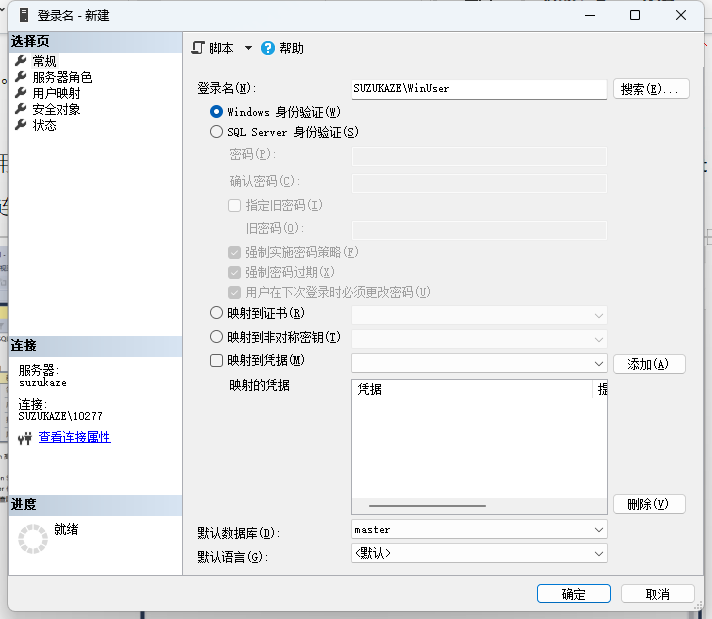 登录名 - 新建
选择页
常规
服务器角色
用户映射
安全对象
状态
连接
服务器:
suzukaze
连接:
SUZUKAZE\10277
查看连接属性
进度
就绪
脚本
帮助
登录名(N):
SUZUKAZE\WinUser
搜索(E)...
Windows 身份验证(W)
SQL Server 身份验证(S)
密码(P):
确认密码(C):
指定旧密码(I)
旧密码(O):
强制实施密码策略(F)
强制密码过期(X)
用户在下次登录时必须更改密码(U)
映射到证书(R)
映射到非对称密钥(T)
映射到凭据(M)
添加(A)
映射的凭据
凭据
提
删除(V)
默认数据库(D):
master
默认语言(G):
<默认>
确定
取消